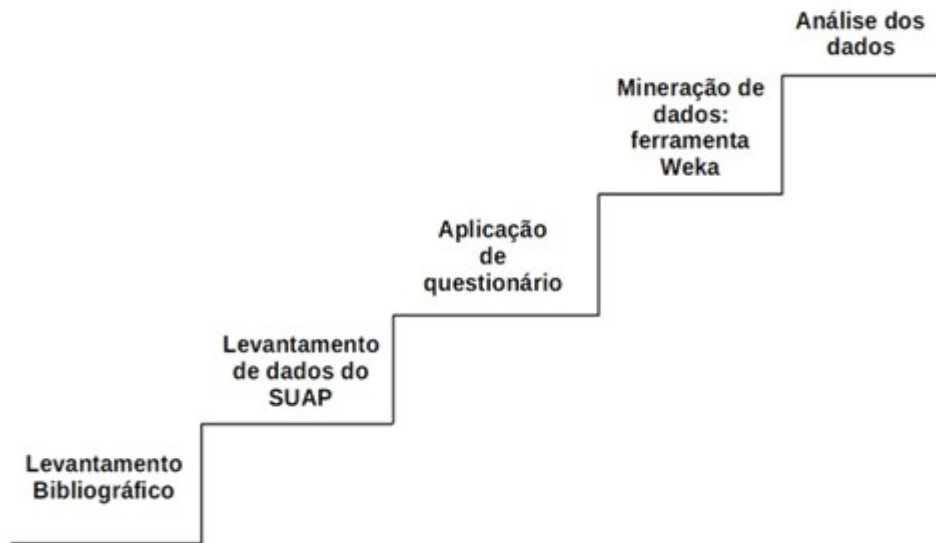 Análise dos
dados
Mineração de
dados:
ferramenta
Weka
Aplicação
de
questionário
Levantamento
de dados do
SUAP
Levantamento
Bibliográfico